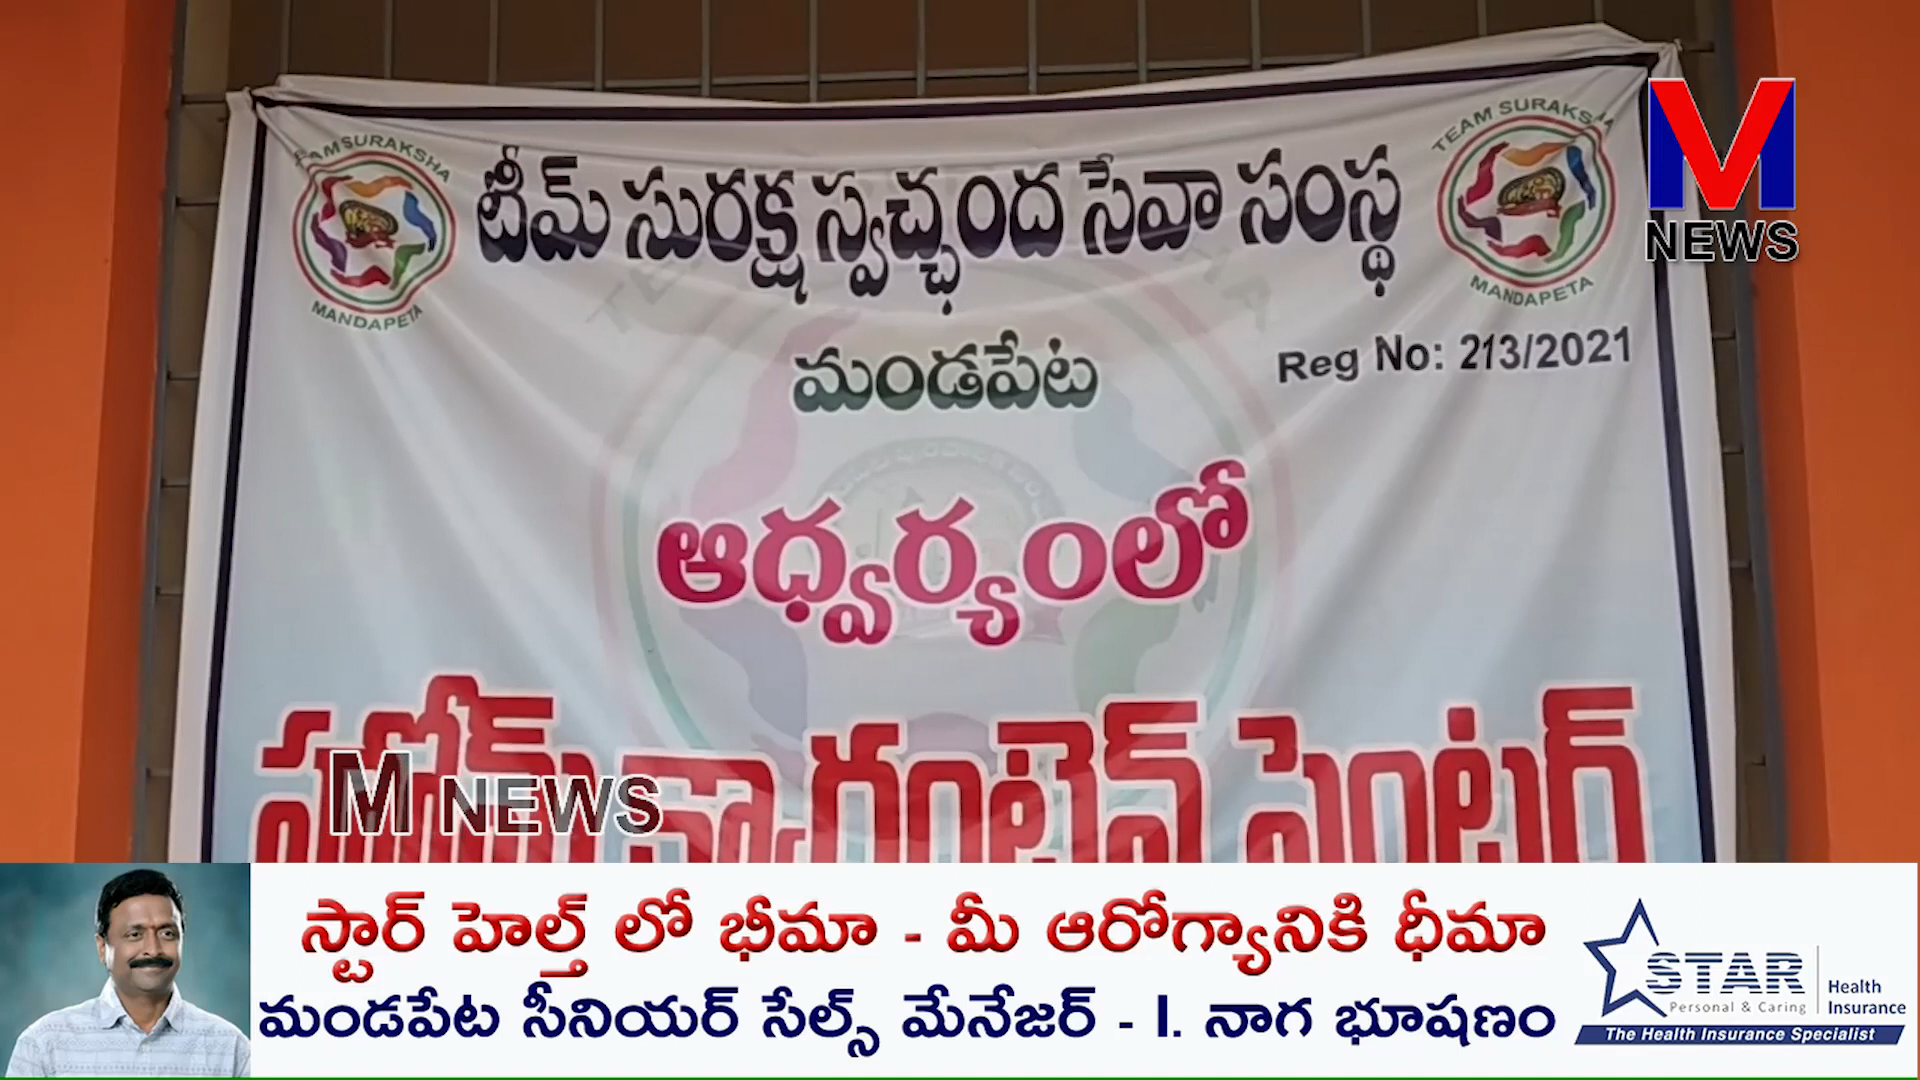 TEAM SURAKSHA
MANDAPETA
టీమ్ సురక్ష స్వచ్ఛంద సేవా సంస్థ
TEAM SURAKSHA
MANDAPETA
M
NEWS
మండపేట
Reg No: 213/2021
ఆధ్వర్యంలో
హోమ్ క్వారంటైన్ సెంటర్
M NEWS
స్టార్ హెల్త్ లో భీమా - మీ ఆరోగ్యానికి ధీమా
మండపేట సీనియర్ సేల్స్ మేనేజర్ - I. నాగ భూషణం
STAR
Health
Insurance
Personal & Caring
The Health Insurance Specialist